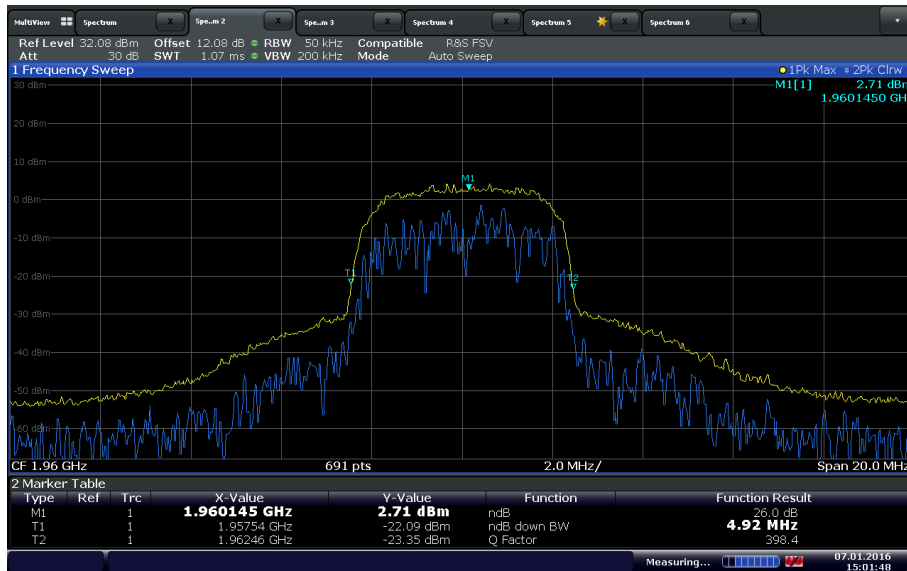 MultiView Spectrum X Spe...m 2 X Spe...m 3 X Spectrum 4 X Spectrum 5 X Spectrum 6 X
Ref Level 32.08 dBm Offset 12.08 dB RBW 50 kHz Compatible R&S FSV
Att 30 dB SWT 1.07 ms VBW 200 kHz Mode Auto Sweep
1 Frequency Sweep 1Pk Max 2Pk Clrw
M1[1] 2.71 dBm
1.9601450 GH
30 dBm
20 dBm
10 dBm
M1
0 dBm
-10 dBm
-20 dBm
T1 T2
-30 dBm
-40 dBm
-50 dBm
-60 dBm
CF 1.96 GHz 691 pts 2.0 MHz/ Span 20.0 MHz
2 Marker Table
Type Ref Trc X-Value Y-Value Function Function Result
M1 1 1.960145 GHz 2.71 dBm ndB 26.0 dB
T1 1 1.95754 GHz -22.09 dBm ndB down BW 4.92 MHz
T2 1 1.96246 GHz -23.35 dBm Q Factor 398.4
Measuring... 07.01.2016
15:01:48